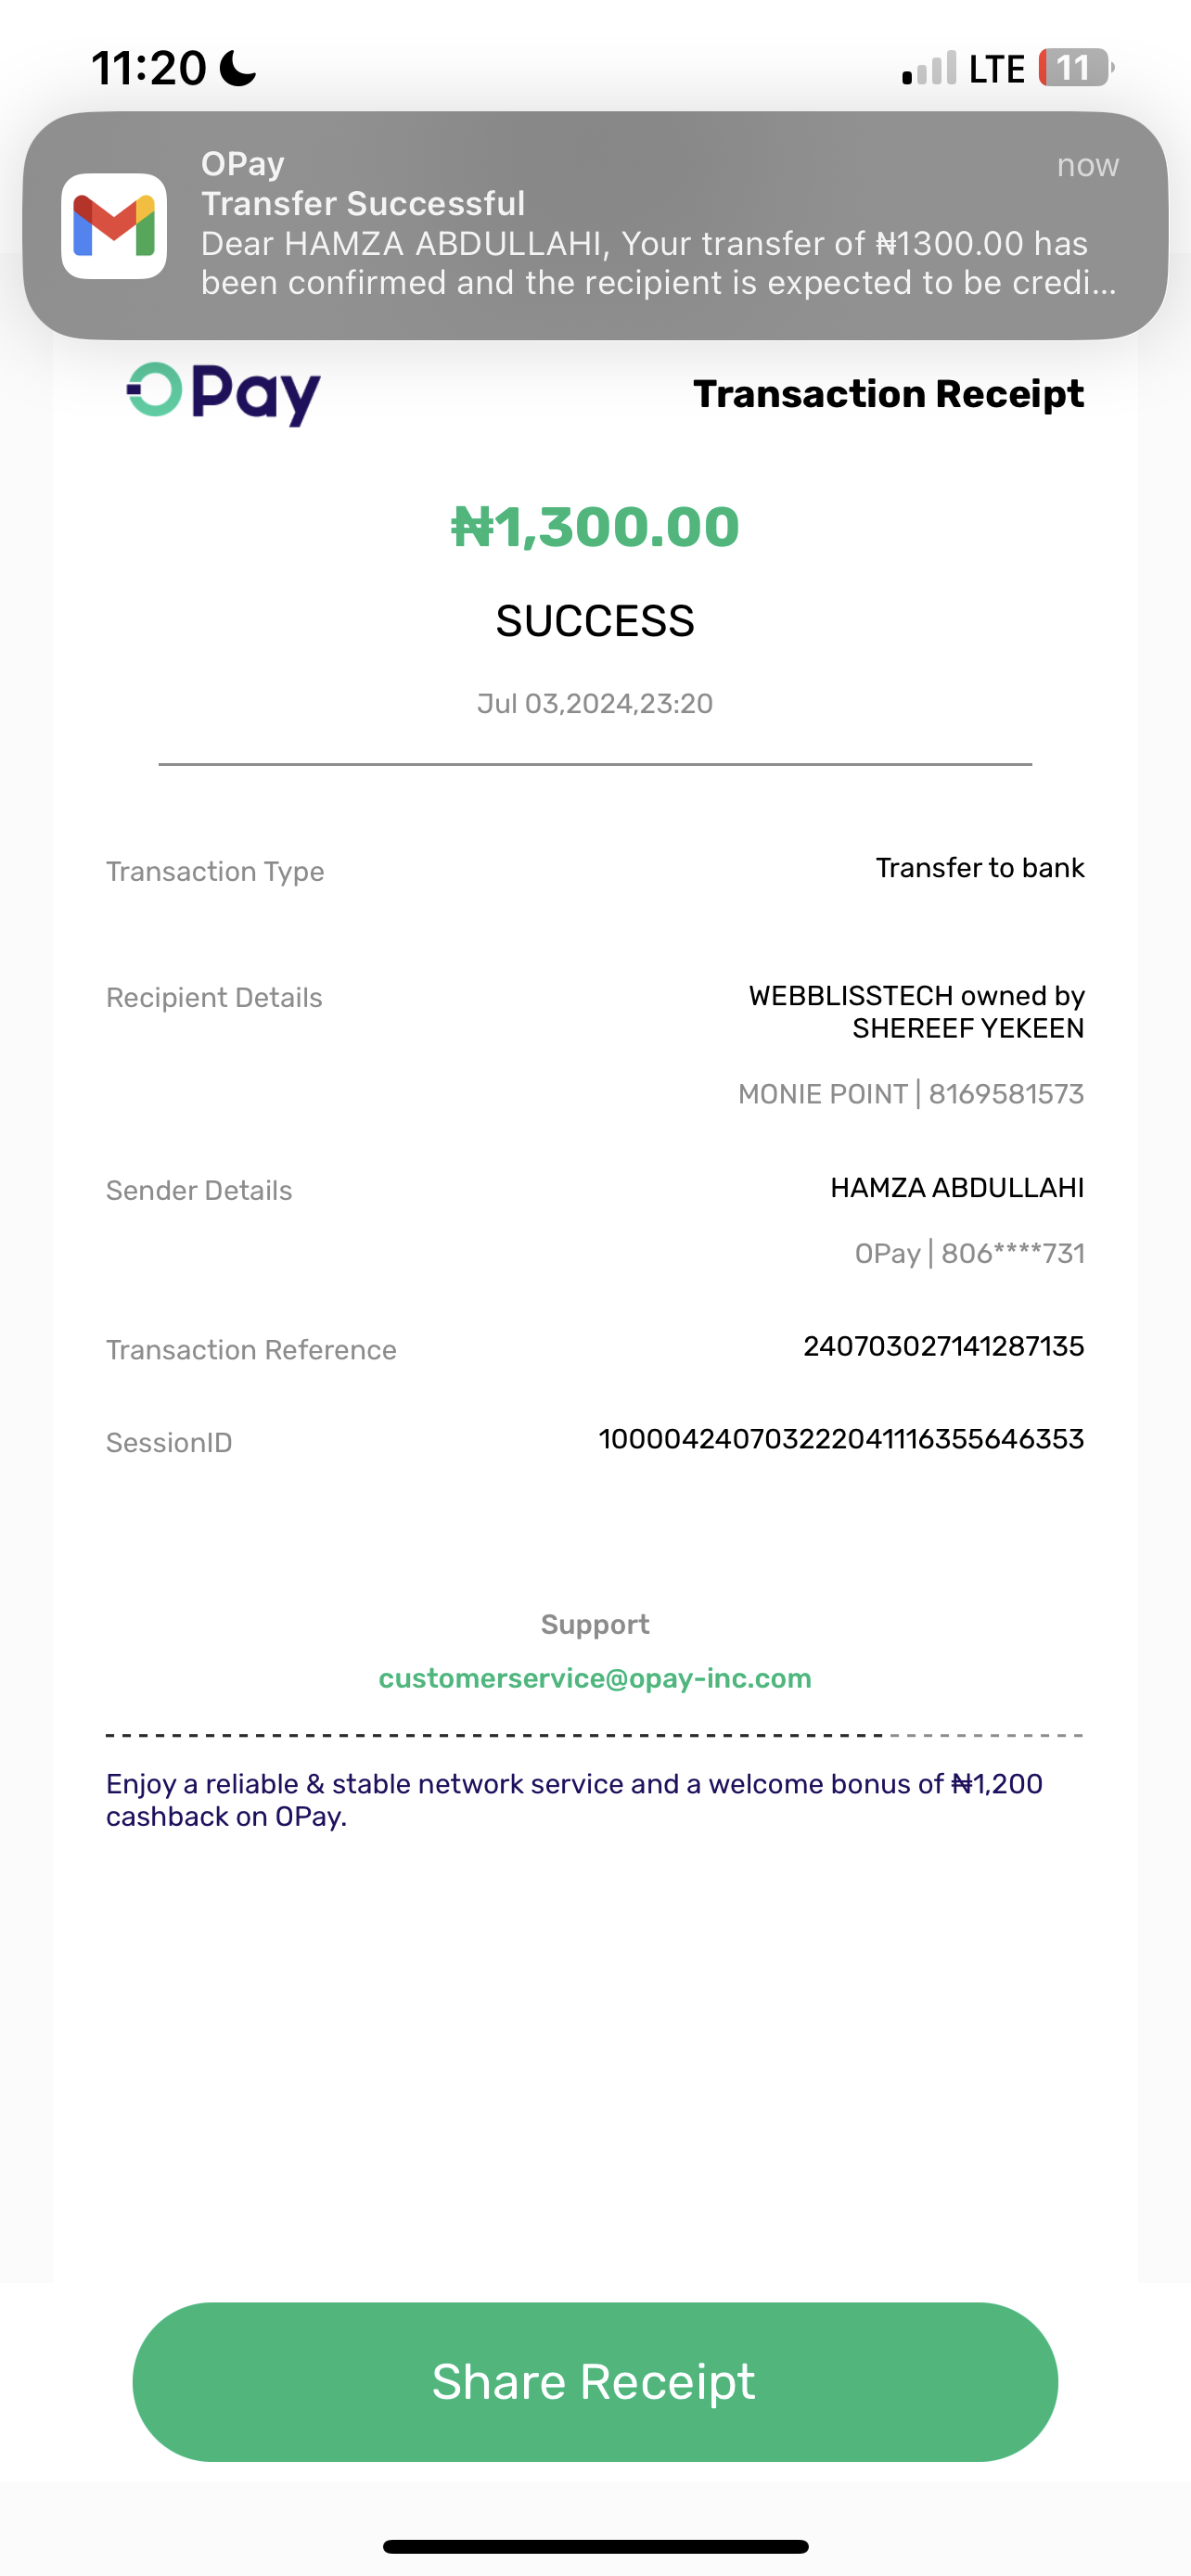 11:20
LTE 11
OPay now
Transfer Successful
Dear HAMZA ABDULLAHI, Your transfer of ₦1300.00 has
been confirmed and the recipient is expected to be credi...
OPay Transaction Receipt
₦1,300.00
SUCCESS
Jul 03,2024,23:20
Transaction Type Transfer to bank
Recipient Details WEBBLISSTECH owned by
SHEREEF YEKEEN
MONIE POINT | 8169581573
Sender Details HAMZA ABDULLAHI
OPay | 806****731
Transaction Reference 240703027141287135
SessionID 100004240703222041116355646353
Support
customerservice@opay-inc.com
Enjoy a reliable & stable network service and a welcome bonus of ₦1,200
cashback on OPay.
Share Receipt